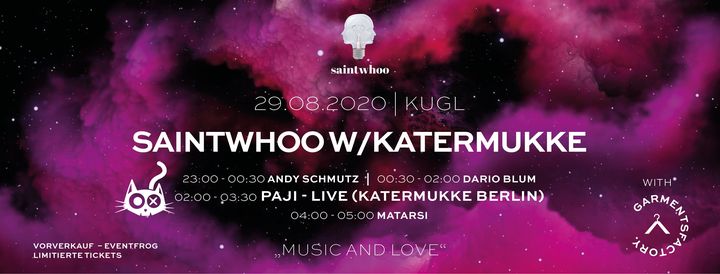 saintwhoo
29.08.2020 | KUGL
SAINTWHOO W/KATERMUKKE
23:00 - 00:30 ANDY SCHMUTZ | 00:30 - 02:00 DARIO BLUM
02:00 - 03:30 PAJI - LIVE (KATERMUKKE BERLIN)
04:00 - 05:00 MATARSI
WITH
GARMENTSFACTORY.
VORVERKAUF – EVENTFROG
LIMITIERTE TICKETS
„MUSIC AND LOVE“